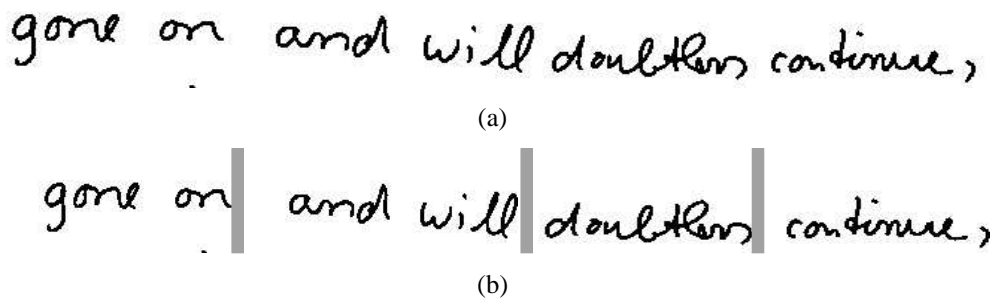 gone on and will doubtless continue,
(a)
gone on and will doubtless continue,
(b)